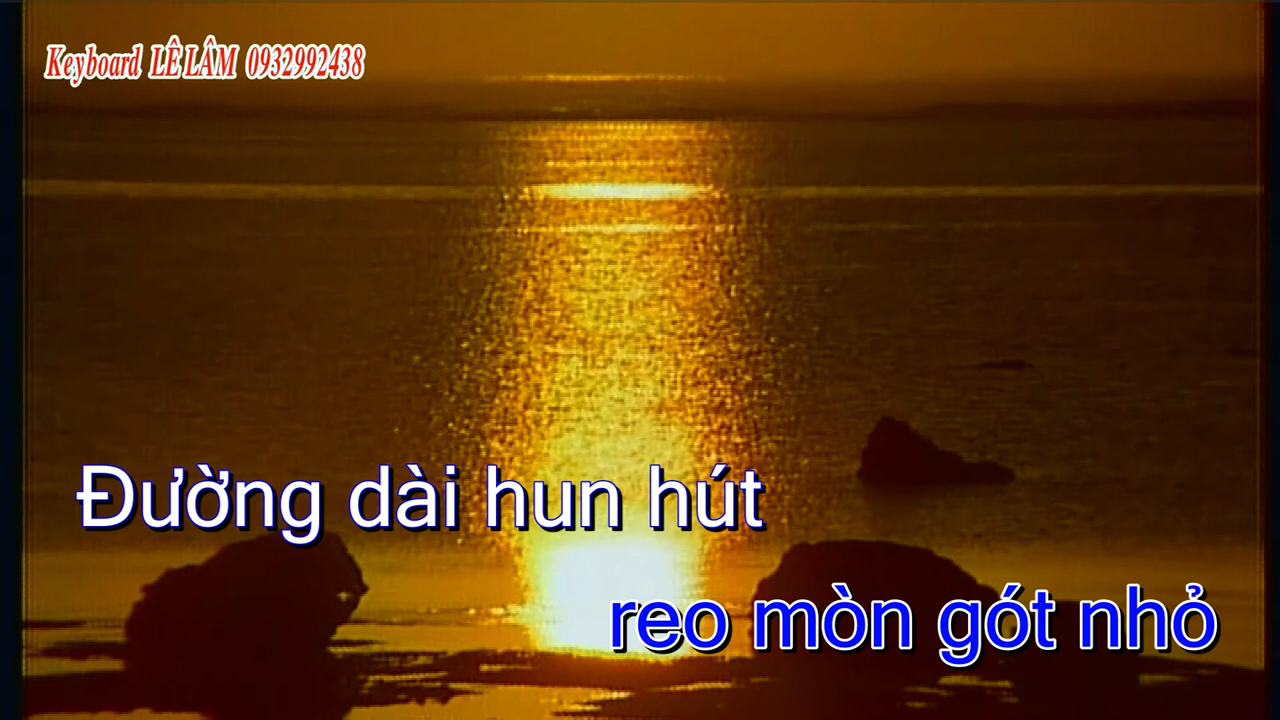 Keyboard LÊ LÂM 0932992438
Đường dài hun hút
reo mòn gót nhỏ